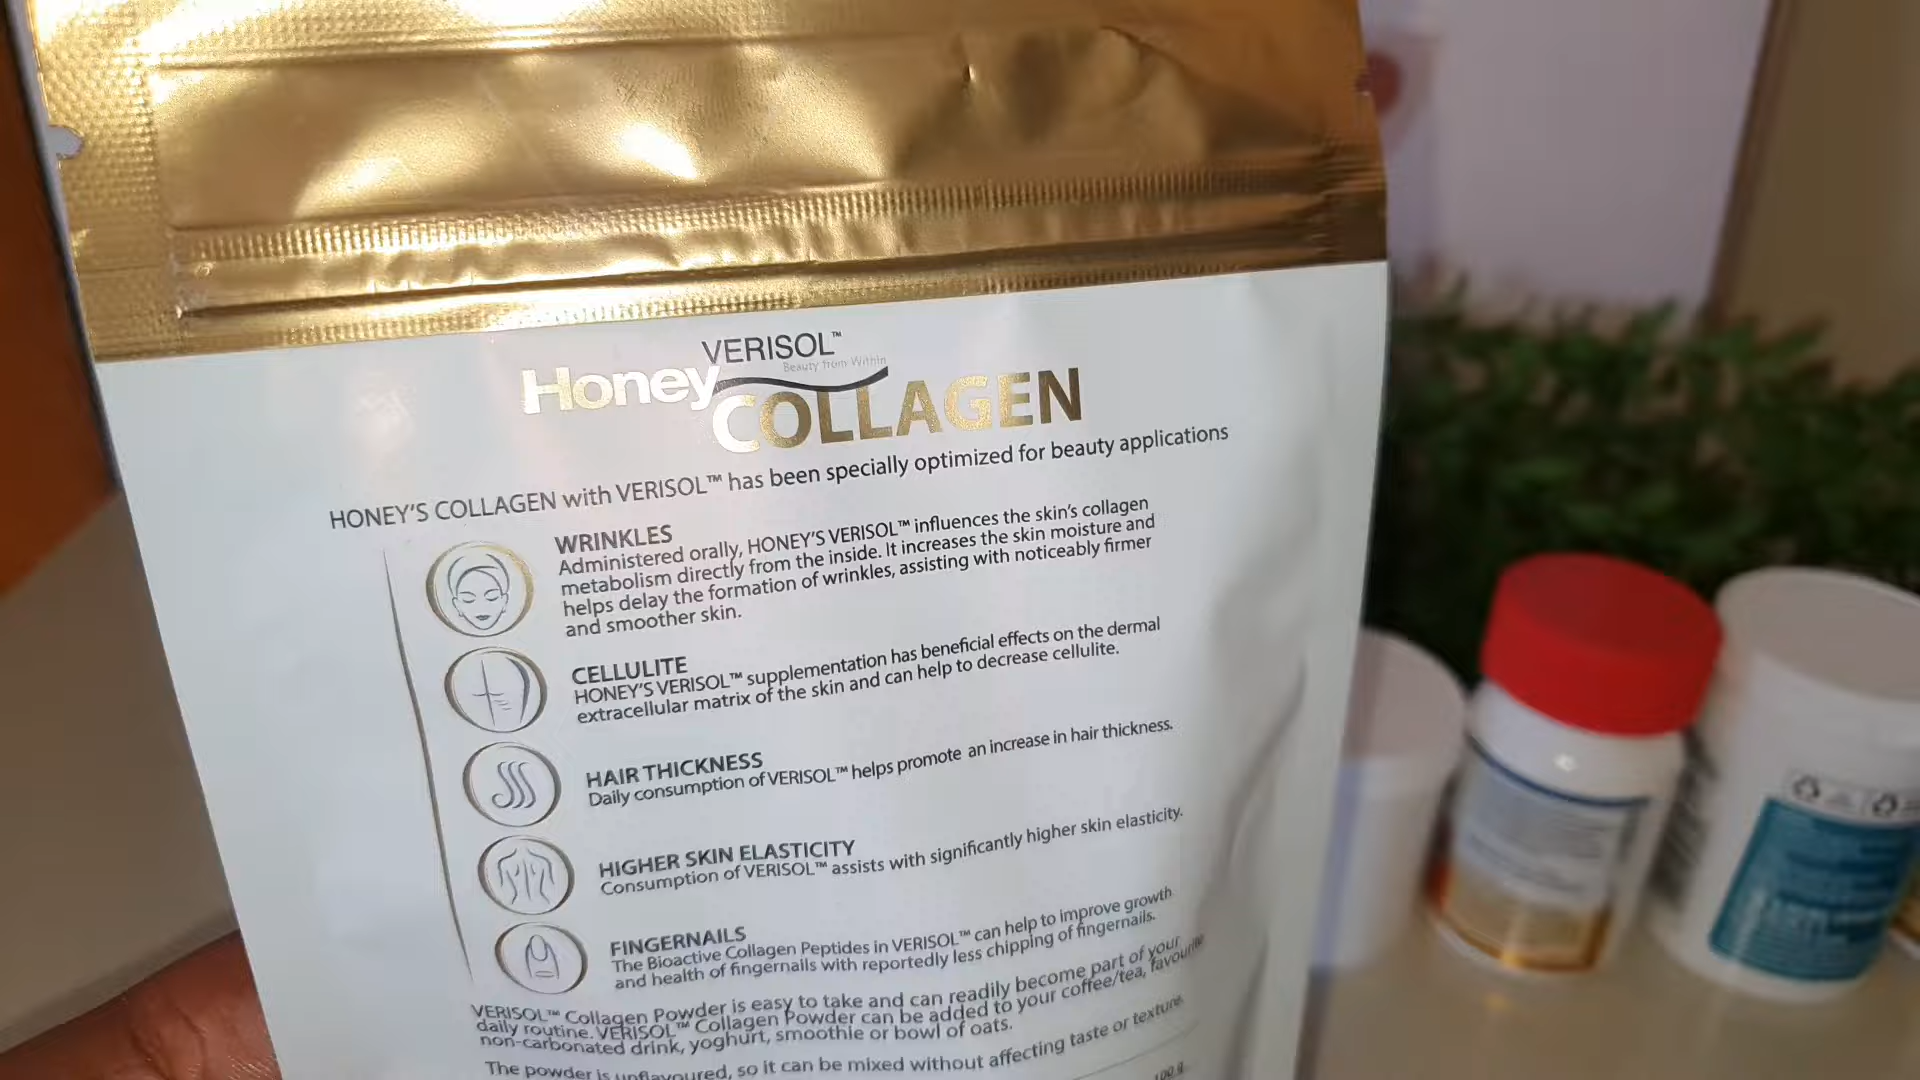 VERISOL™
Beauty from Within
Honey
COLLAGEN
HONEY'S COLLAGEN with VERISOL™ has been specially optimized for beauty applications
WRINKLES
Administered orally, HONEY'S VERISOL™ influences the skin's collagen
metabolism directly from the inside. It increases the skin moisture and
helps delay the formation of wrinkles, assisting with noticeably firmer
and smoother skin.
CELLULITE
HONEY'S VERISOL™ supplementation has beneficial effects on the dermal
extracellular matrix of the skin and can help to decrease cellulite.
HAIR THICKNESS
Daily consumption of VERISOL™ helps promote an increase in hair thickness.
HIGHER SKIN ELASTICITY
Consumption of VERISOL™ assists with significantly higher skin elasticity.
FINGERNAILS
The Bioactive Collagen Peptides in VERISOL™ can help to improve growth
and health of fingernails with reportedly less chipping of fingernails.
VERISOL™ Collagen Powder is easy to take and can readily become part of your
daily routine. VERISOL™ Collagen Powder can be added to your coffee/tea, favourite
non-carbonated drink, yoghurt, smoothie or bowl of oats.
The powder is unflavoured, so it can be mixed without affecting taste or texture.
100 g